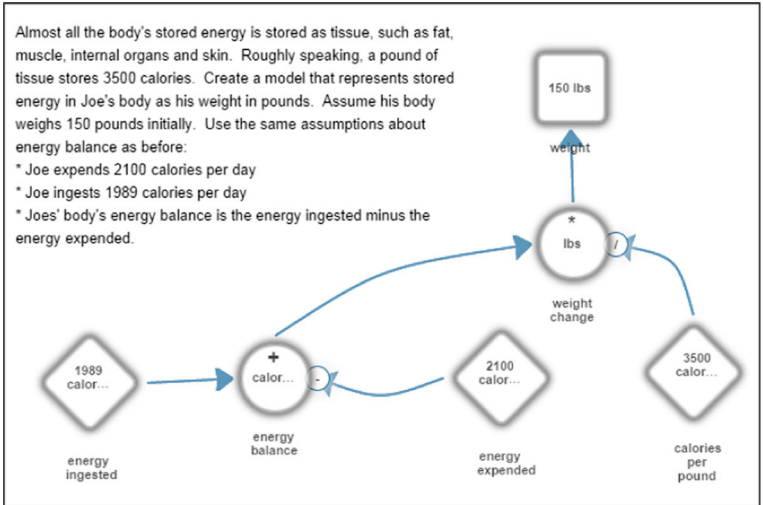 Almost all the body's stored energy is stored as tissue, such as fat,
muscle, internal organs and skin.  Roughly speaking, a pound of
tissue stores 3500 calories.  Create a model that represents stored
energy in Joe's body as his weight in pounds.  Assume his body
weighs 150 pounds initially.  Use the same assumptions about
energy balance as before:
* Joe expends 2100 calories per day
* Joe ingests 1989 calories per day
* Joes' body's energy balance is the energy ingested minus the
energy expended.
150 lbs
weight
*
lbs
/
weight
change
1989
calor...
energy
ingested
+
calor...
-
energy
balance
2100
calor...
energy
expended
3500
calor...
calories
per
pound